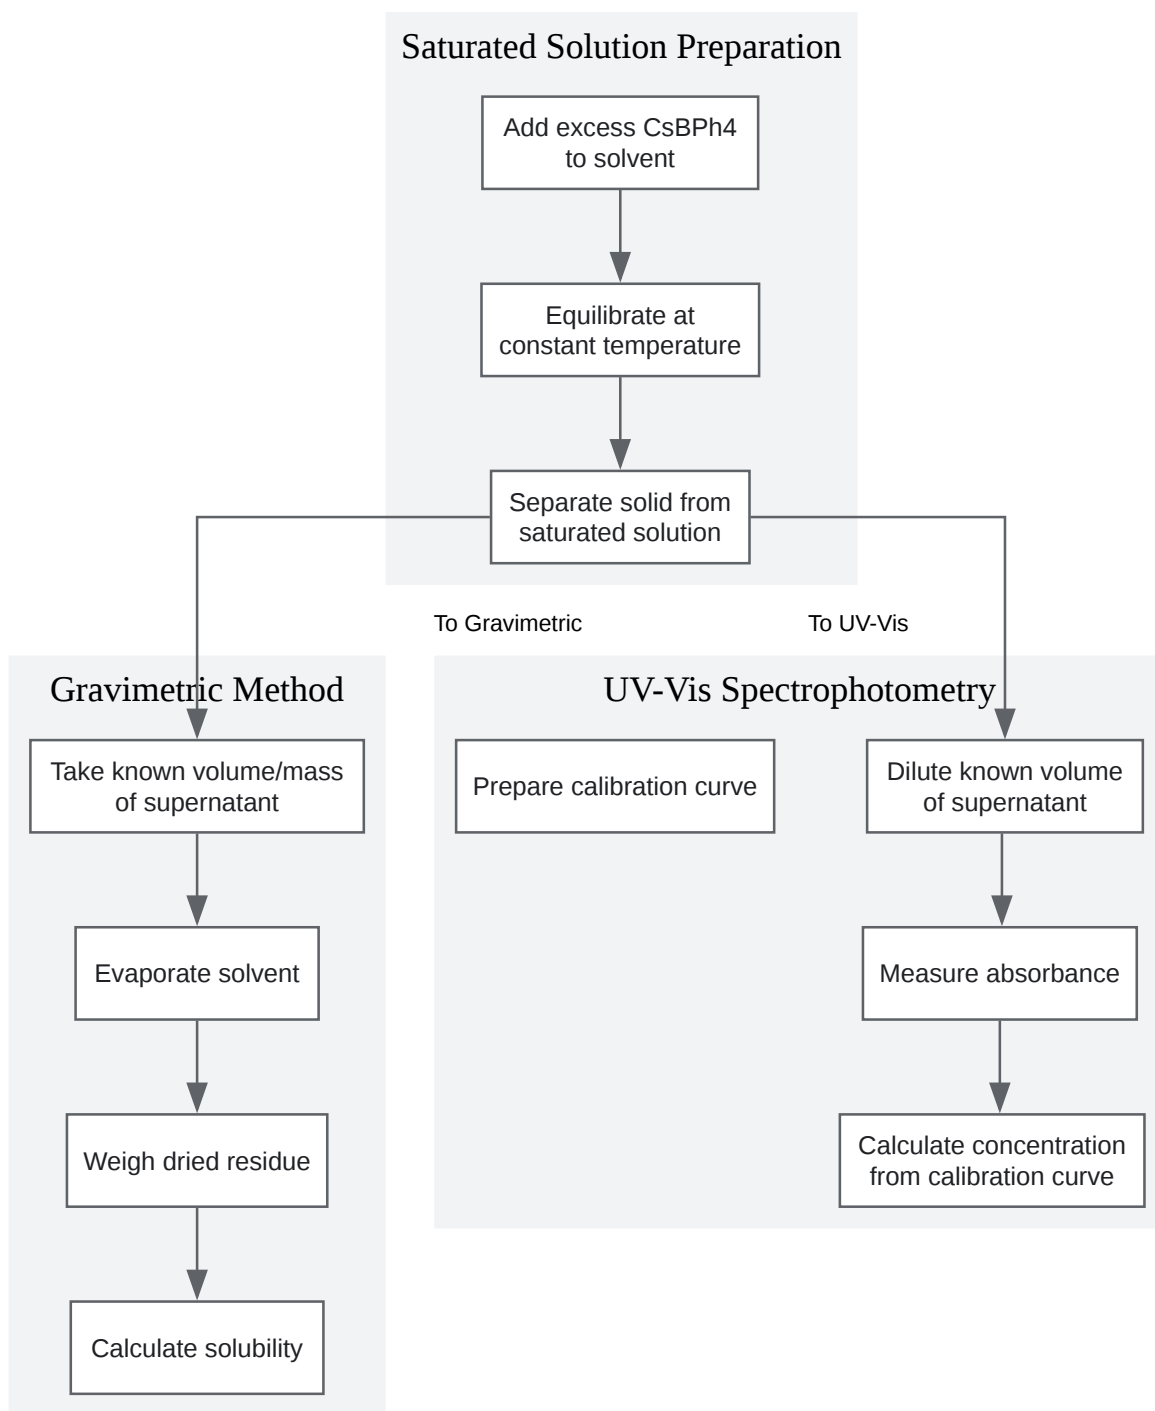 Saturated Solution Preparation
Add excess CsBPh4
to solvent
Equilibrate at
constant temperature
Separate solid from
saturated solution
To Gravimetric
To UV-Vis
Gravimetric Method
Take known volume/mass
of supernatant
Evaporate solvent
Weigh dried residue
Calculate solubility
UV-Vis Spectrophotometry
Prepare calibration curve
Dilute known volume
of supernatant
Measure absorbance
Calculate concentration
from calibration curve